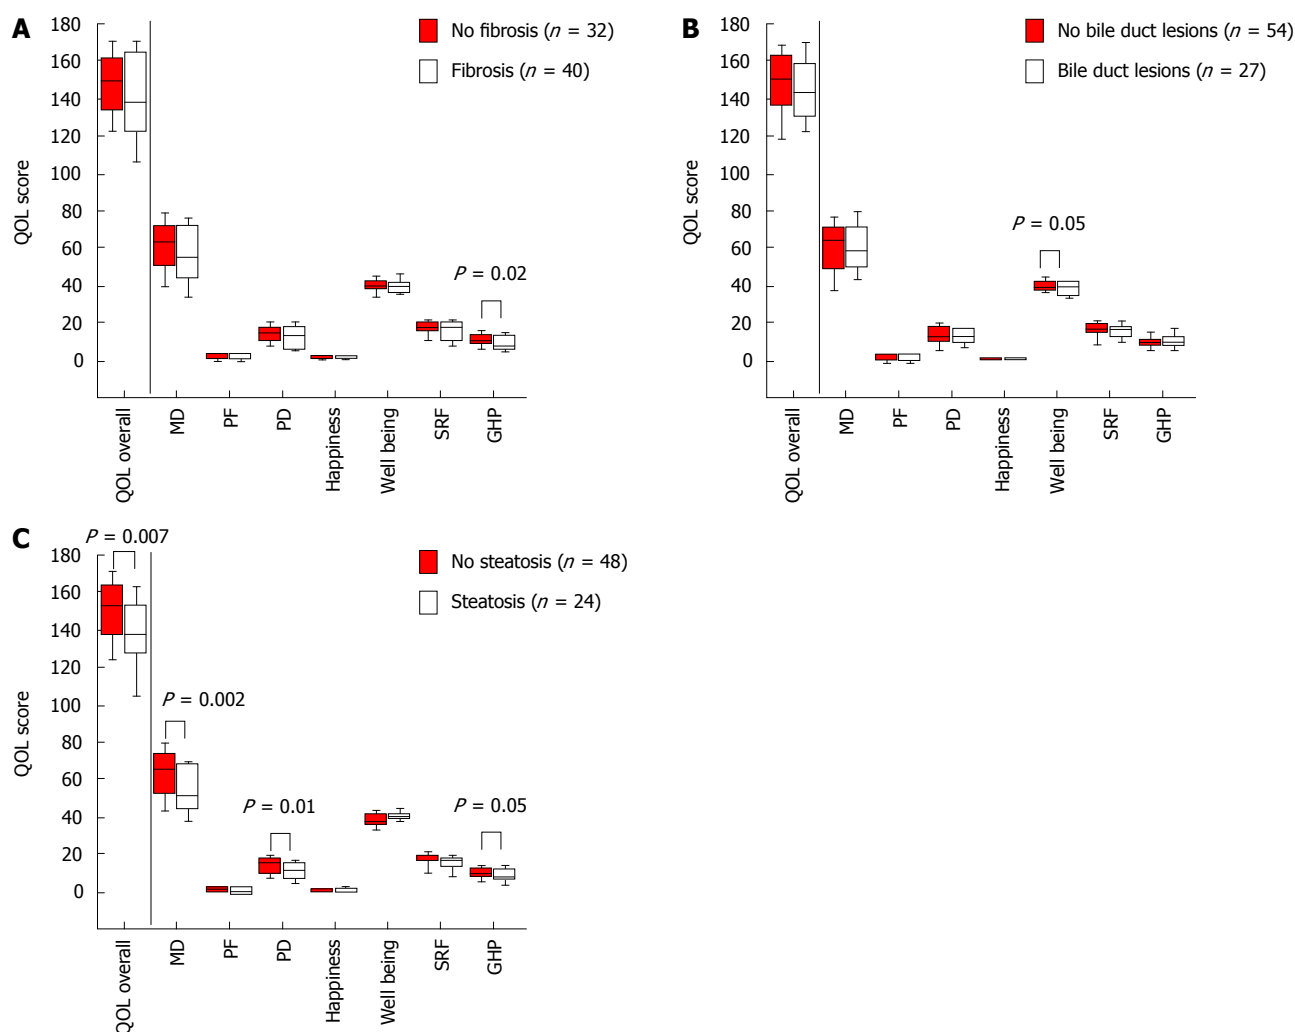 A
No fibrosis (n = 32)
Fibrosis (n = 40)
QOL score
180
160
140
120
100
80
60
40
20
0
P = 0.02
QOL overall
MD
PF
PD
Happiness
Well being
SRF
GHP
B
No bile duct lesions (n = 54)
Bile duct lesions (n = 27)
QOL score
180
160
140
120
100
80
60
40
20
0
P = 0.05
QOL overall
MD
PF
PD
Happiness
Well being
SRF
GHP
C
No steatosis (n = 48)
Steatosis (n = 24)
QOL score
180
160
140
120
100
80
60
40
20
0
P = 0.007
P = 0.002
P = 0.01
P = 0.05
QOL overall
MD
PF
PD
Happiness
Well being
SRF
GHP